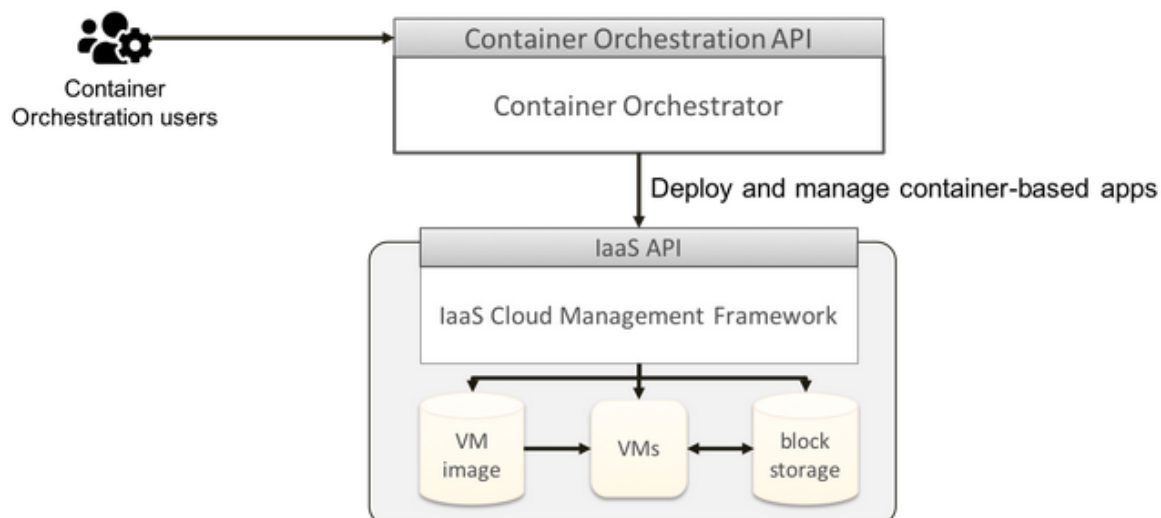 Container Orchestration API
Container
Orchestration users
Container Orchestrator
Deploy and manage container-based apps
IaaS API
IaaS Cloud Management Framework
VM
image
VMs
block
storage